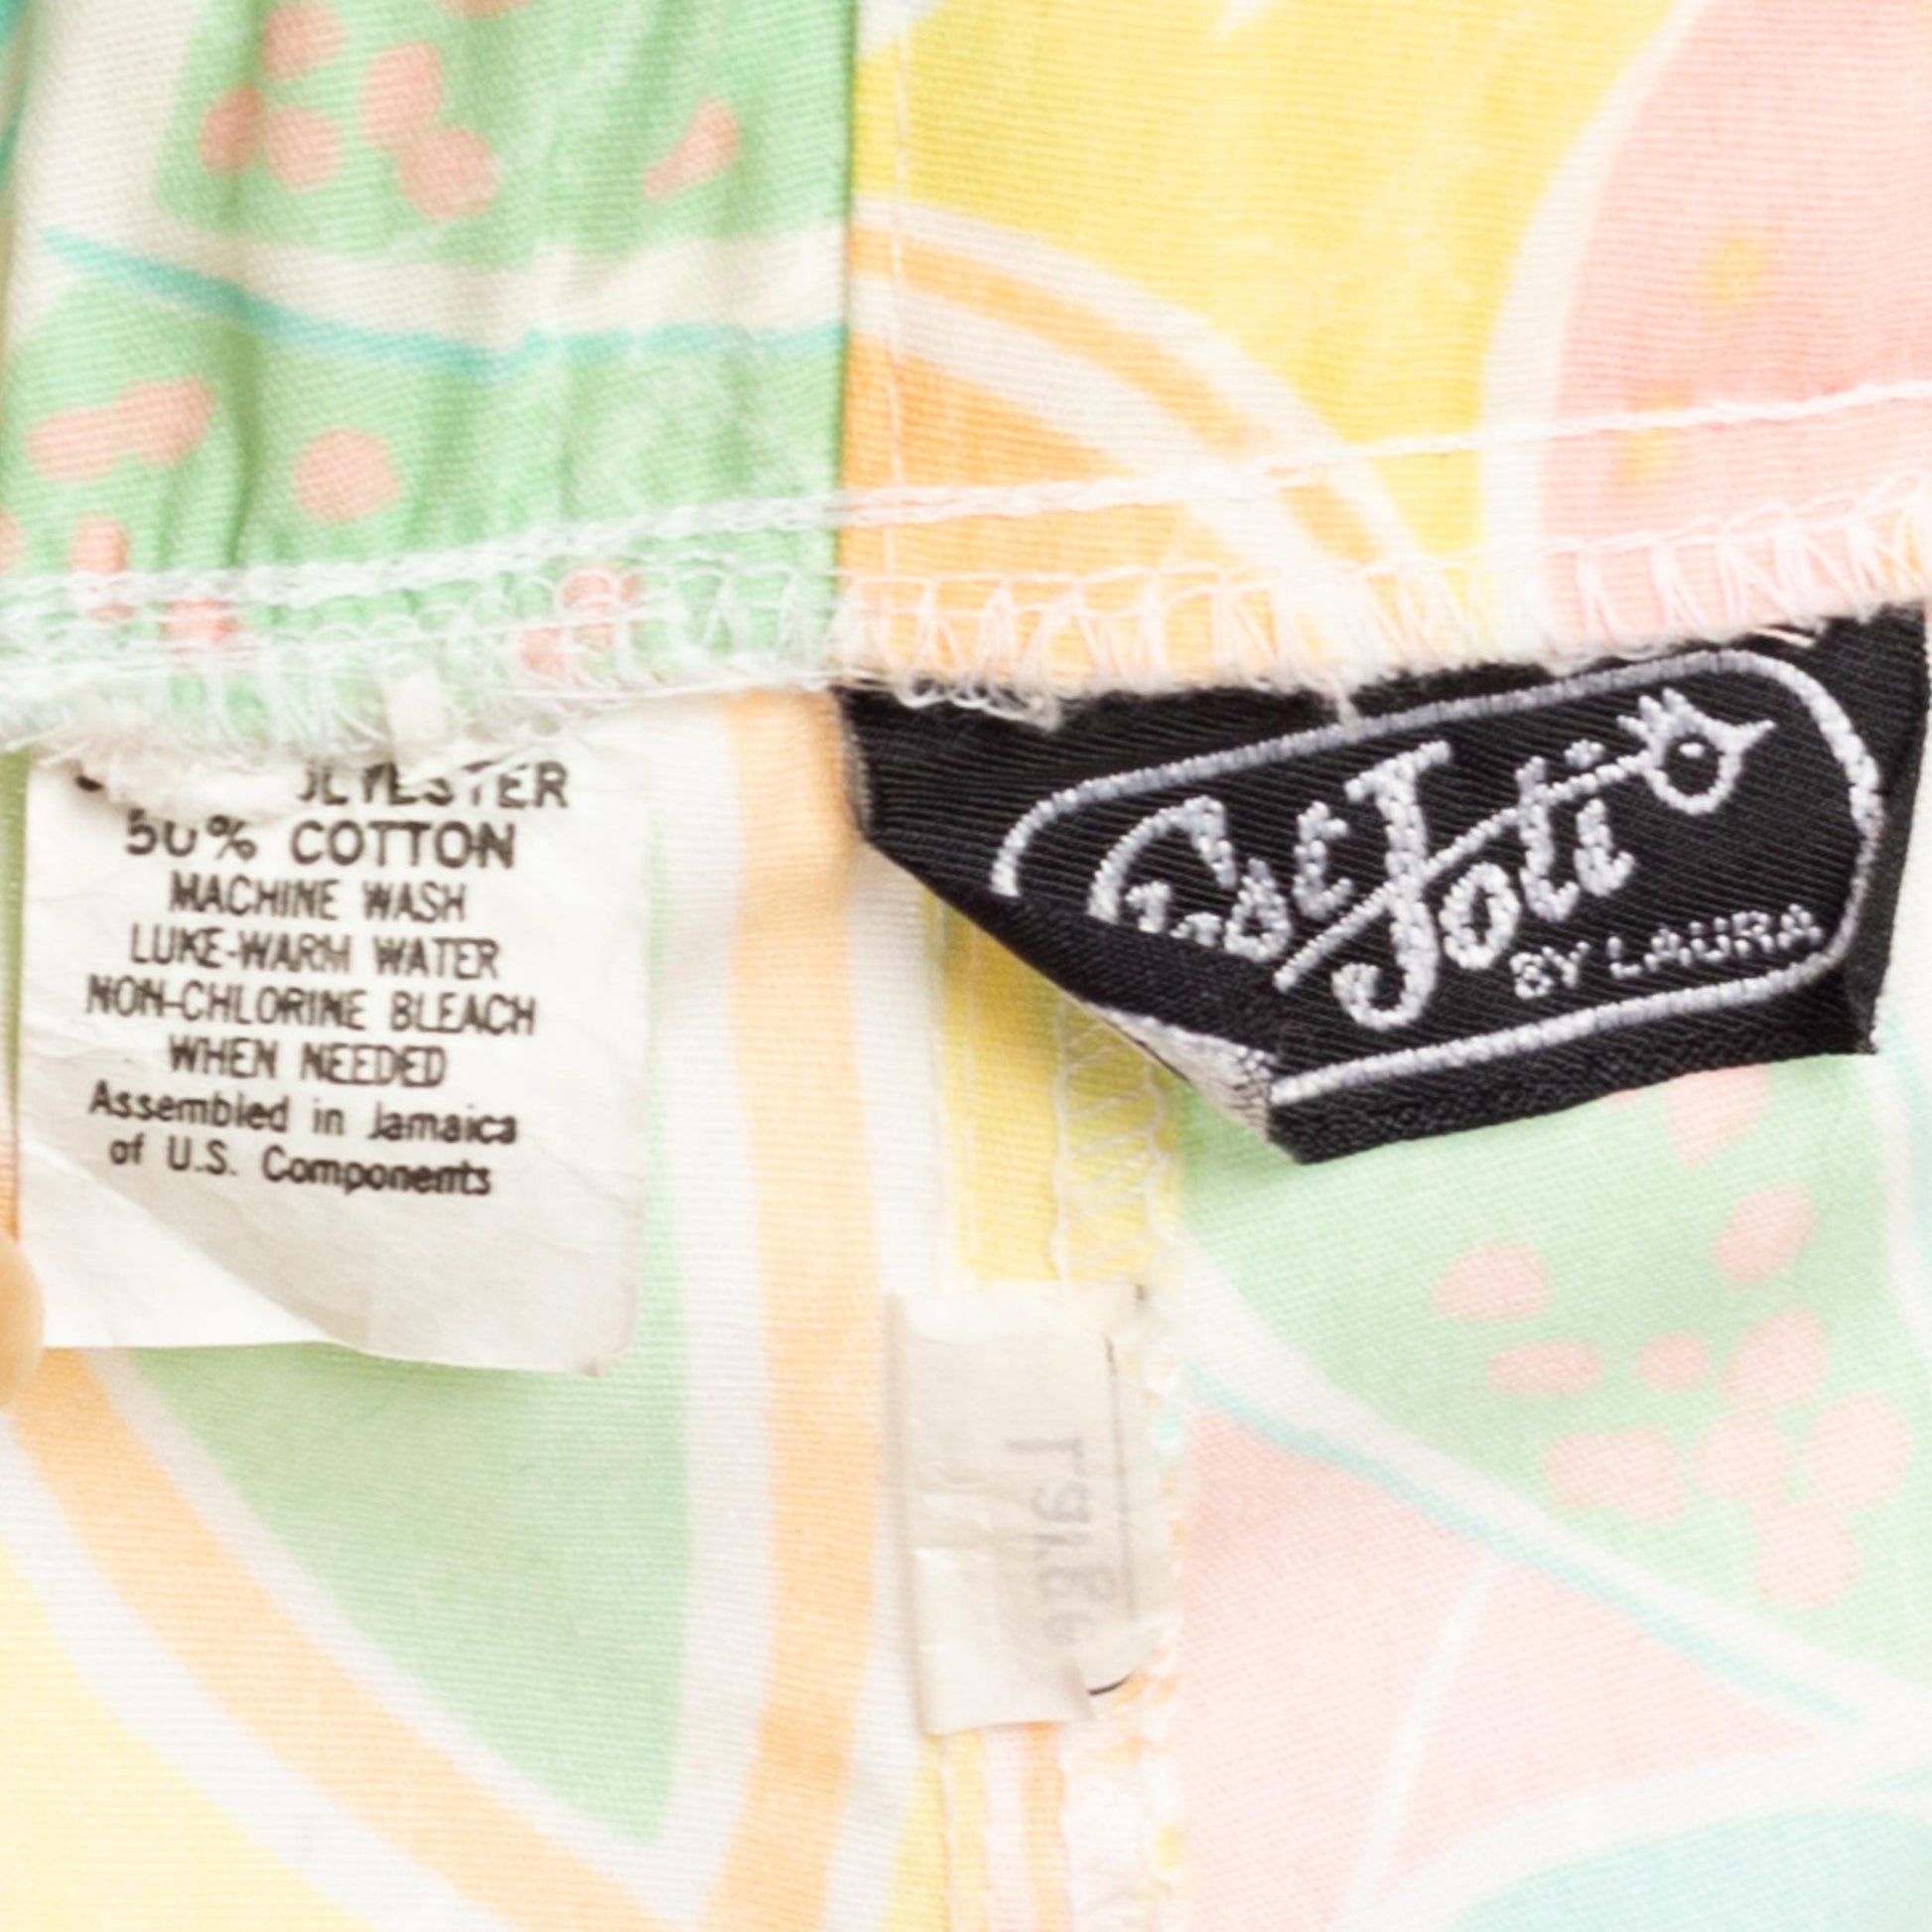 50% COTTON
MACHINE WASH
LUKE-WARM WATER
NON-CHLORINE BLEACH
WHEN NEEDED
Assembled in Jamaica
of U.S. Components
Joti
BY LAURA